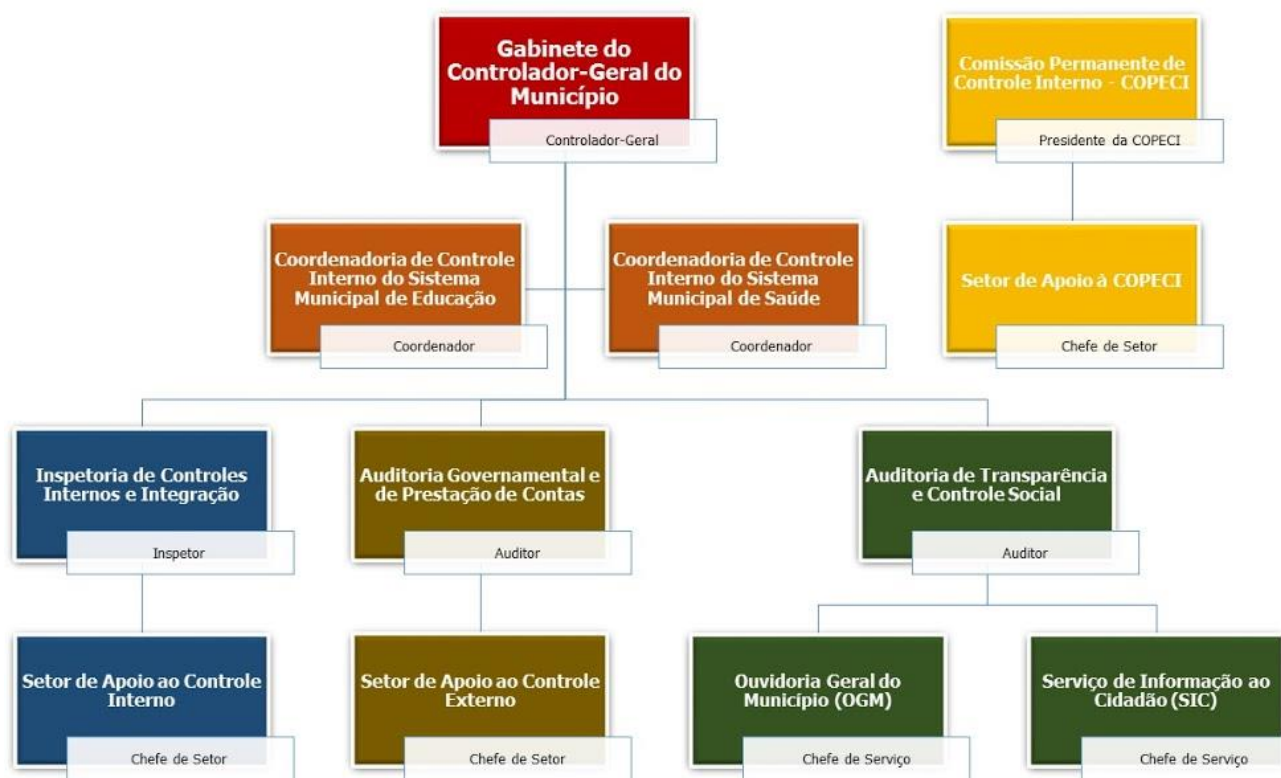 Gabinete do
Controlador-Geral do
Município
Controlador-Geral
Comissão Permanente de
Controle Interno - COPECI
Presidente da COPECI
Coordenadoria de Controle
Interno do Sistema
Municipal de Educação
Coordenador
Coordenadoria de Controle
Interno do Sistema
Municipal de Saúde
Coordenador
Setor de Apoio à COPECI
Chefe de Setor
Inspetoria de Controles
Internos e Integração
Inspetor
Auditoria Governamental e
de Prestação de Contas
Auditor
Auditoria de Transparência
e Controle Social
Auditor
Setor de Apoio ao Controle
Interno
Chefe de Setor
Setor de Apoio ao Controle
Externo
Chefe de Setor
Ouvidoria Geral do
Município (OGM)
Chefe de Serviço
Serviço de Informação ao
Cidadão (SIC)
Chefe de Serviço